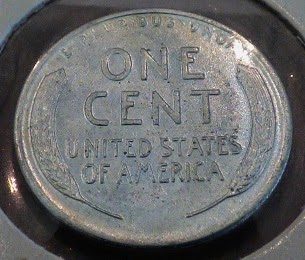 ONE
CENT
UNITED STATES
OF AMERICA